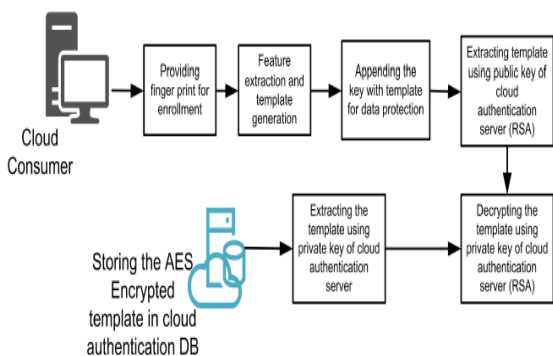 Cloud
Consumer
Providing
finger print for
enrollment
Feature
extraction and
template
generation
Appending the
key with template
for data protection
Extracting template
using public key of
cloud
authentication
server (RSA)
Storing the AES
Encrypted
template in cloud
authentication DB
Extracting the
template using
private key of cloud
authentication
server
Decrypting the
template using
private key of cloud
authentication
server (RSA)